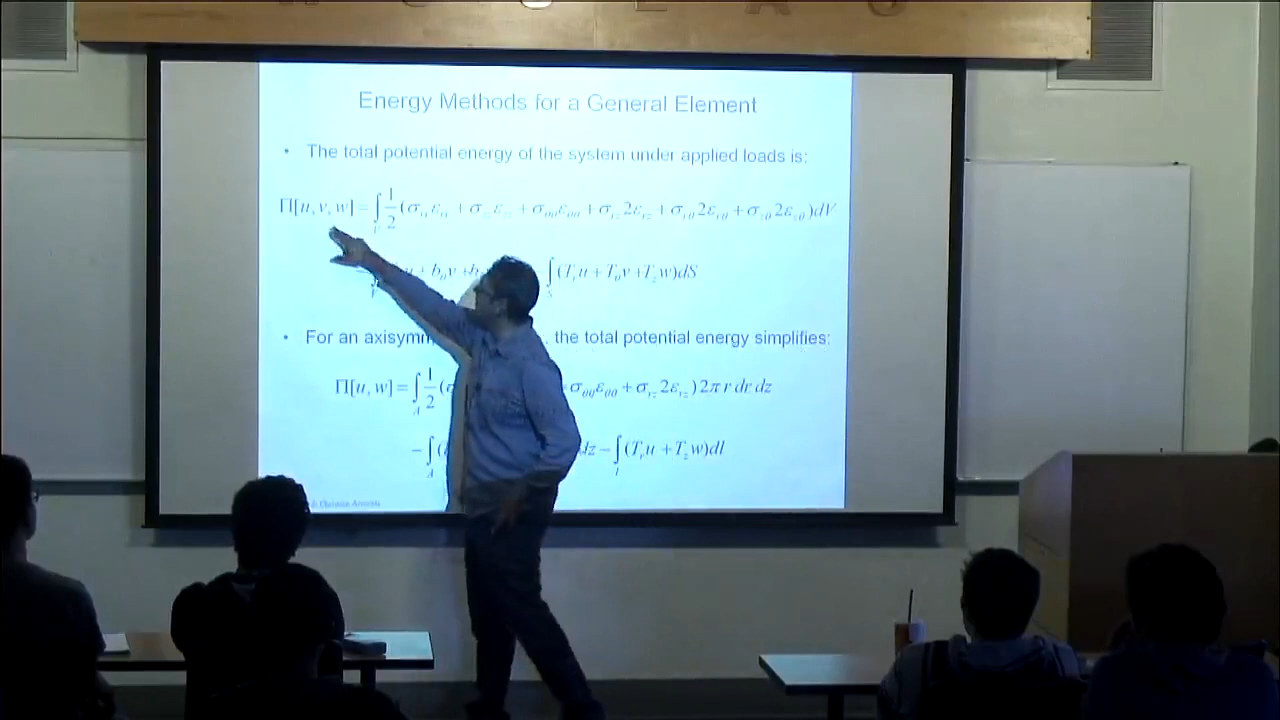 Energy Methods for a General Element
• The total potential energy of the system under applied loads is:
Π[u, v, w] = ∫_V 1/2 (σ_rr ε_rr + σ_zz ε_zz + σ_θθ ε_θθ + σ_rz 2ε_rz + σ_rθ 2ε_rθ + σ_zθ 2ε_zθ) dV
u + b_θ v + b ∫_S (T_r u + T_θ v + T_z w) dS
• For an axisymm the total potential energy simplifies:
Π[u, w] = ∫_A 1/2 (σ σ_θθ ε_θθ + σ_rz 2ε_rz) 2π r dr dz
− ∫_A ( dz − ∫_l (T_r u + T_z w) dl